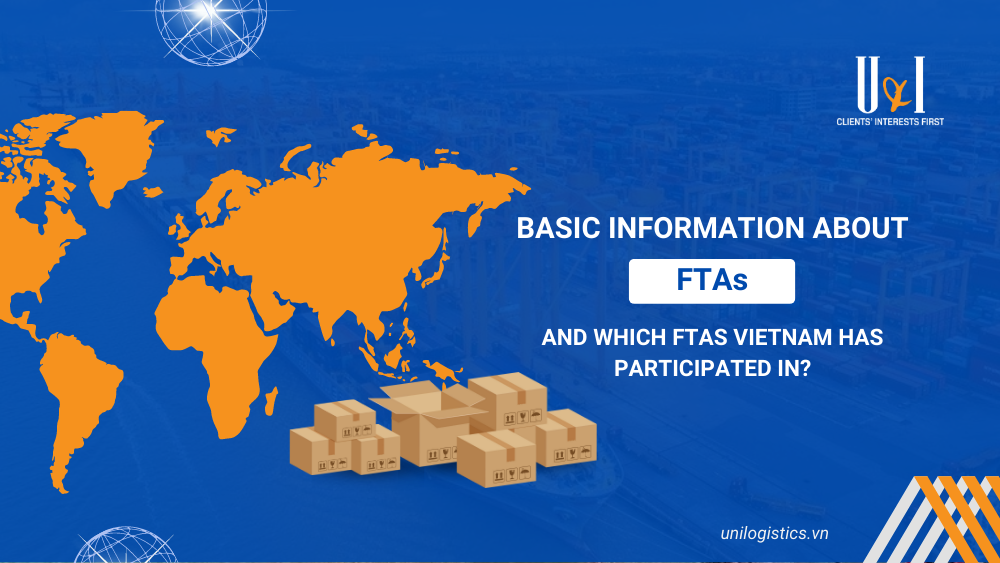 U&I
CLIENTS' INTERESTS FIRST
BASIC INFORMATION ABOUT
FTAs
AND WHICH FTAS VIETNAM HAS
PARTICIPATED IN?
unilogistics.vn